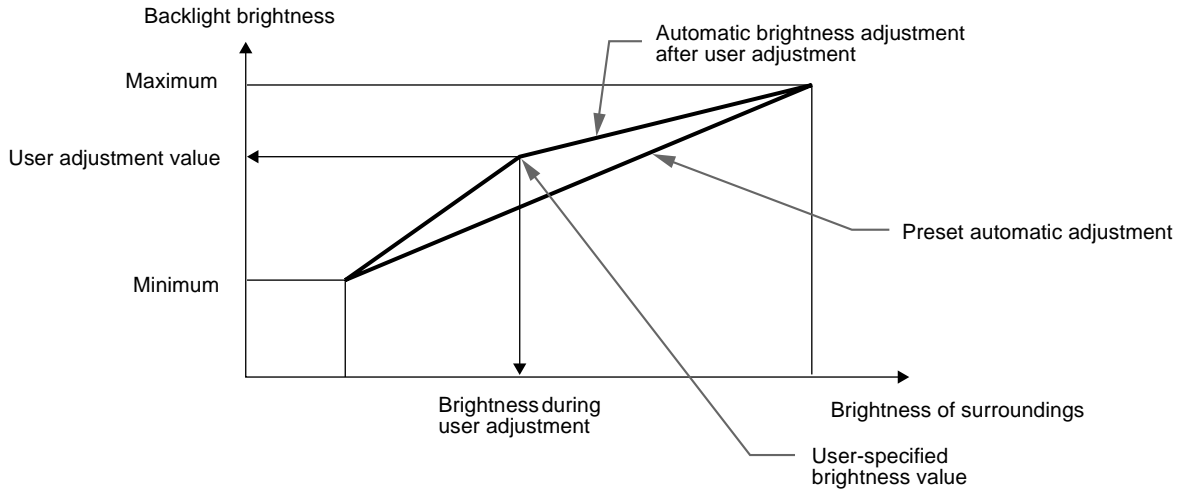 Backlight brightness
Automatic brightness adjustment
after user adjustment
Maximum
User adjustment value
Preset automatic adjustment
Minimum
Brightness during
user adjustment
Brightness of surroundings
User-specified
brightness value